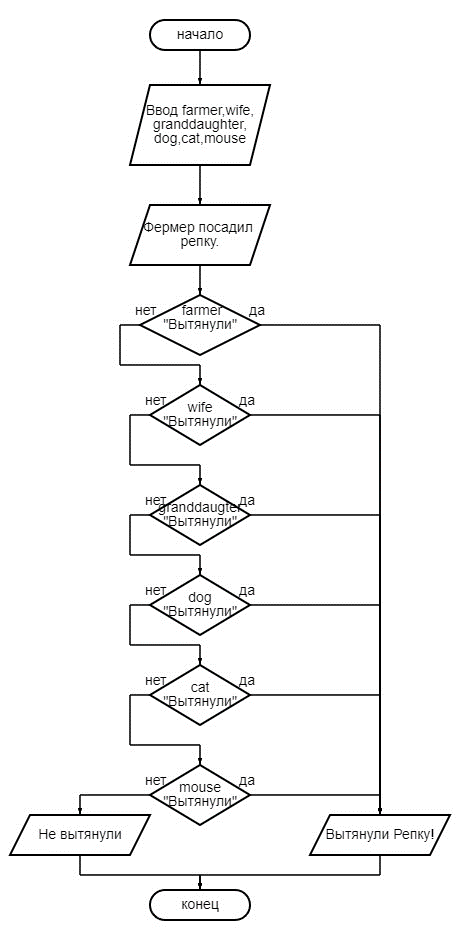 начало
Ввод farmer,wife,
granddaughter,
dog,cat,mouse
Фермер посадил
репку.
нет
farmer
да
"Вытянули"
нет
wife
да
"Вытянули"
нет
granddaugter
да
"Вытянули"
нет
dog
да
"Вытянули"
нет
cat
да
"Вытянули"
нет
mouse
да
"Вытянули"
Не вытянули
Вытянули Репку!
конец